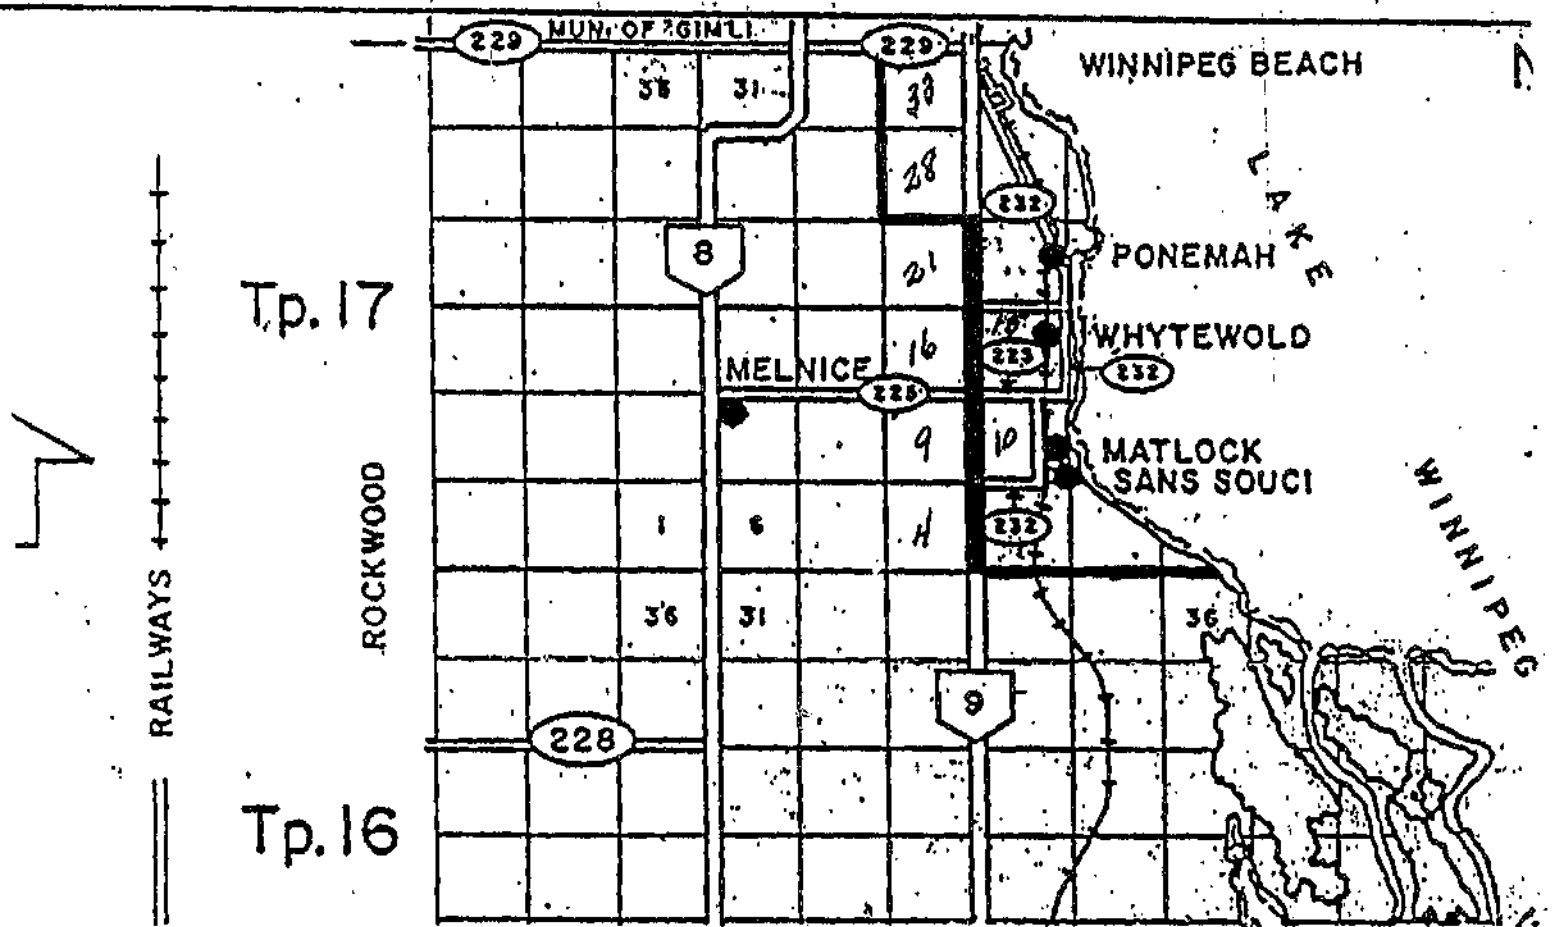 229 MUN. OF GIMLI 229
WINNIPEG BEACH
36 31 33
28
232
LAKE
8
PONEMAH
21
Tp. 17
16
WHYTEWOLD
223
232
MELNICE
225
9 10
MATLOCK
SANS SOUCI
WINNIPEG
1 6 4
232
ROCKWOOD
RAILWAYS
36 31 36
9
228
Tp. 16